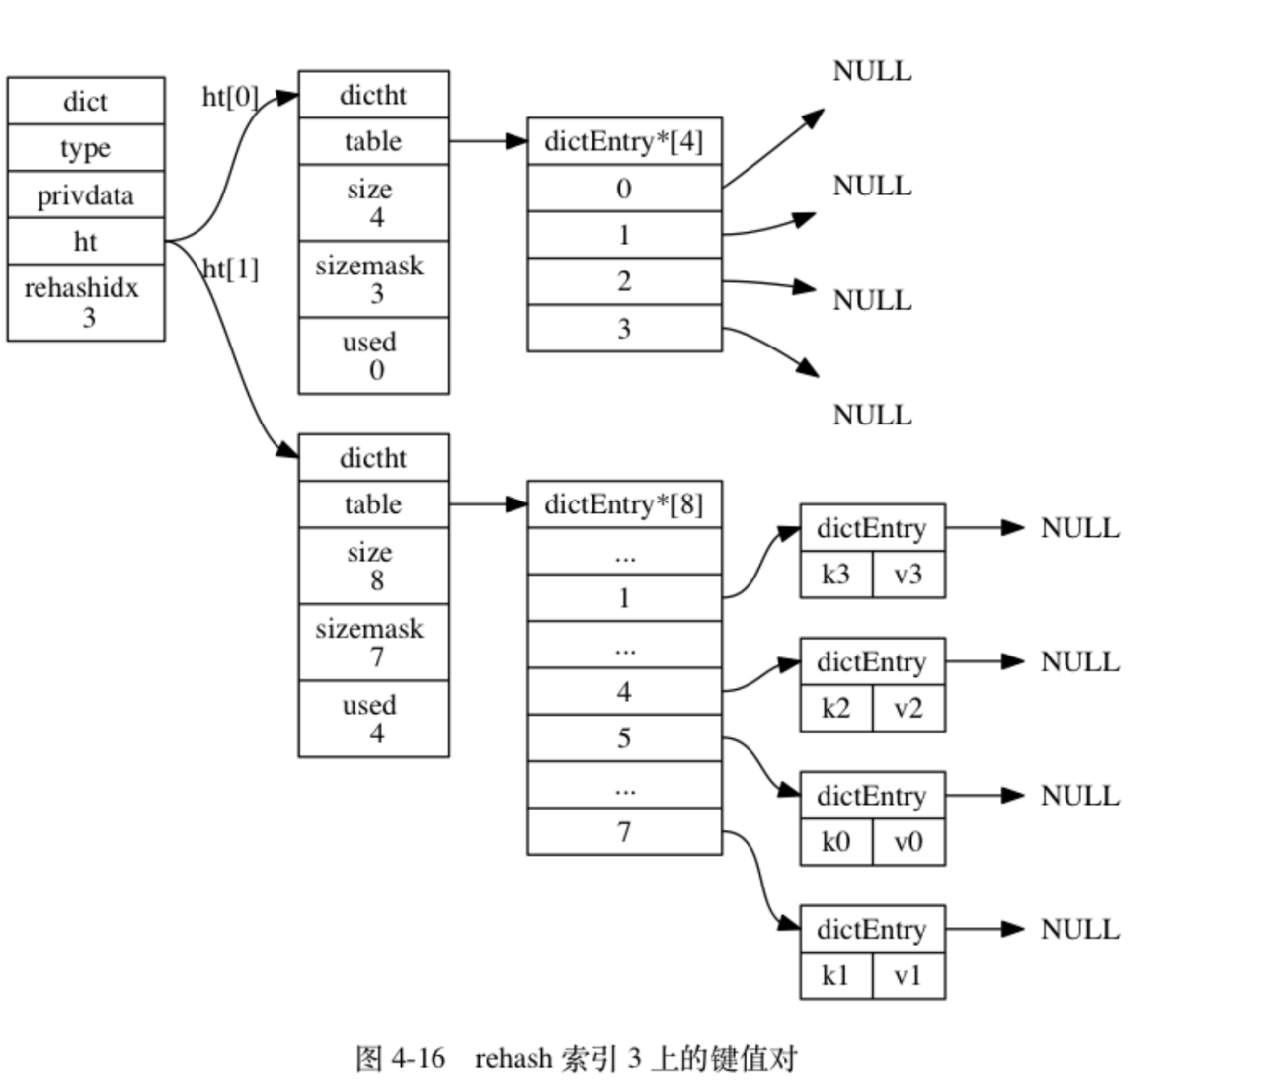 dict
type
privdata
ht
rehashidx
3
ht[0]
ht[1]
dictht
table
size
4
sizemask
3
used
0
dictEntry*[4]
0
1
2
3
NULL
NULL
NULL
NULL
dictht
table
size
8
sizemask
7
used
4
dictEntry*[8]
...
1
...
4
5
...
7
dictEntry
k3 v3
NULL
dictEntry
k2 v2
NULL
dictEntry
k0 v0
NULL
dictEntry
k1 v1
NULL
图 4-16 rehash 索引 3 上的键值对